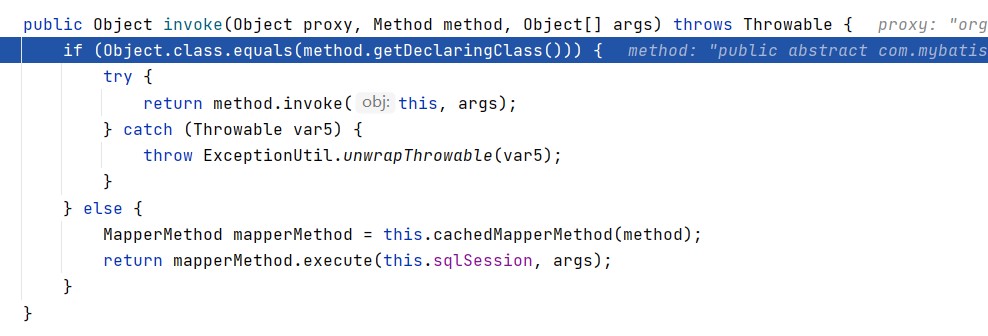 public Object invoke(Object proxy, Method method, Object[] args) throws Throwable {   proxy: "org
    if (Object.class.equals(method.getDeclaringClass())) {   method: "public abstract com.mybatis
        try {
            return method.invoke( obj: this, args);
        } catch (Throwable var5) {
            throw ExceptionUtil.unwrapThrowable(var5);
        }
    } else {
        MapperMethod mapperMethod = this.cachedMapperMethod(method);
        return mapperMethod.execute(this.sqlSession, args);
    }
}